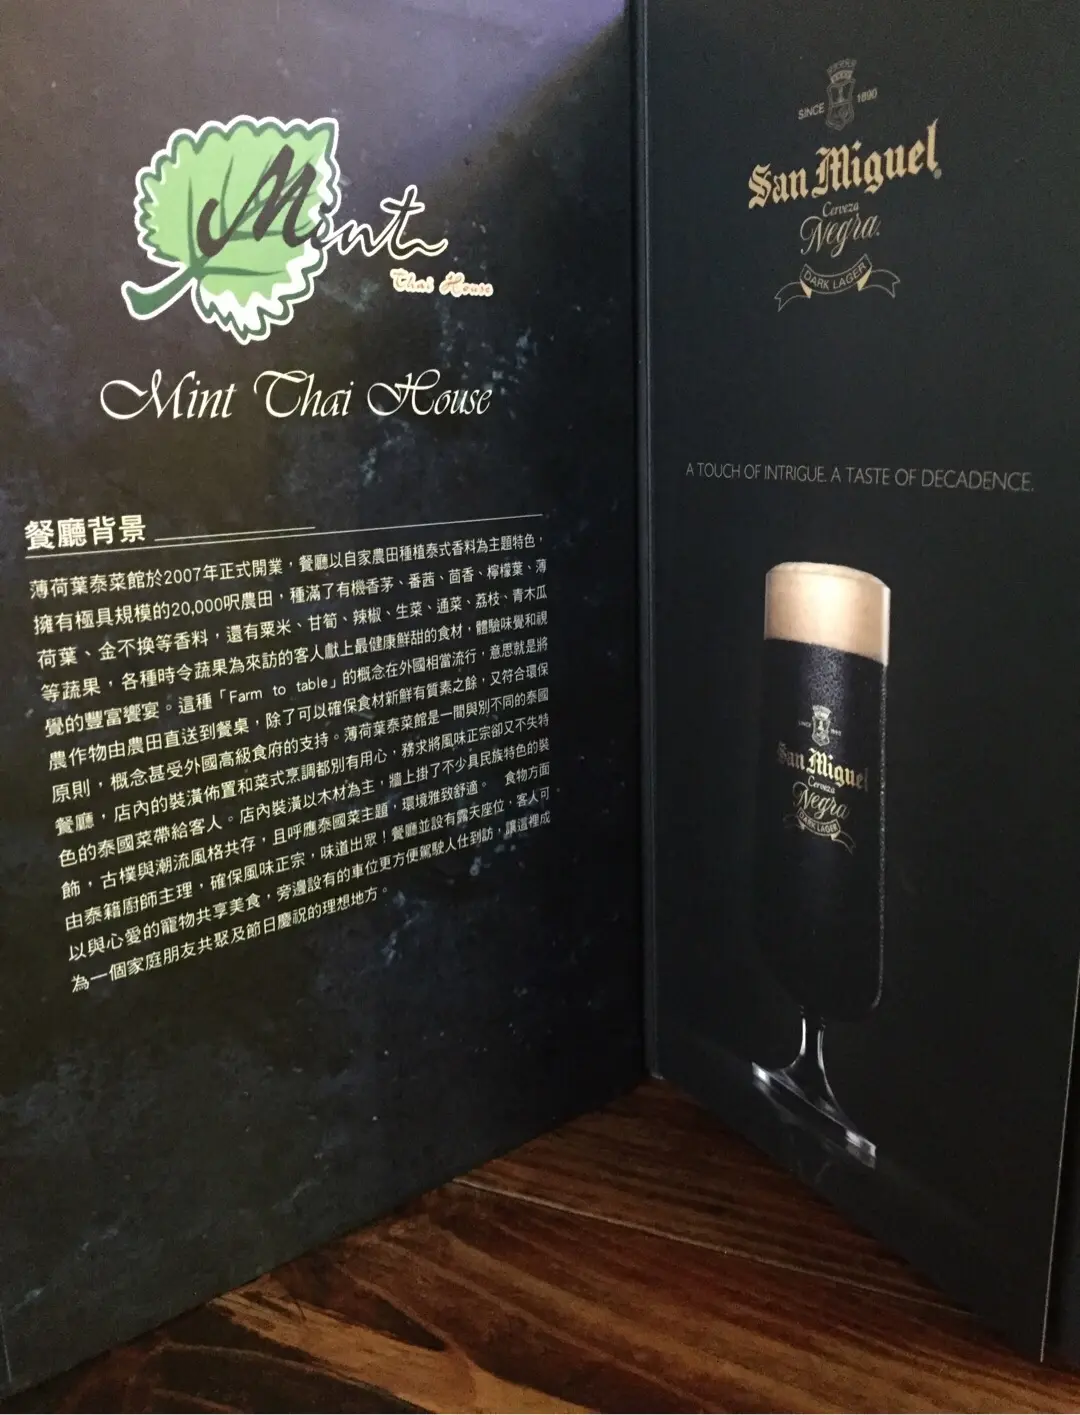 Mint
Thai House
Mint Thai House
餐廳背景
薄荷葉泰菜館於2007年正式開業，餐廳以自家農田種植泰式香料為主題特色，
擁有極具規模的20,000呎農田，種滿了有機香茅、番茜、茴香、檸檬葉、薄
荷葉、金不換等香料，還有粟米、甘筍、辣椒、生菜、通菜、荔枝、青木瓜
等蔬果，各種時令蔬果為來訪的客人獻上最健康鮮甜的食材，體驗味覺和視
覺的豐富饗宴。這種「Farm to table」的概念在外國相當流行，意思就是將
農作物由農田直送到餐桌，除了可以確保食材新鮮有質素之餘，又符合環保
原則，概念甚受外國高級食府的支持。薄荷葉泰菜館是一間與別不同的泰國
餐廳，店內的裝潢佈置和菜式烹調都別有用心，務求將風味正宗卻又不失特
色的泰國菜帶給客人。店內裝潢以木材為主，牆上掛了不少具民族特色的裝
飾，古樸與潮流風格共存，且呼應泰國菜主題，環境雅致舒適。 食物方面
由泰籍廚師主理，確保風味正宗，味道出眾！餐廳並設有露天座位，客人可
以與心愛的寵物共享美食，旁邊設有的車位更方便駕駛人仕到訪，讓這裡成
為一個家庭朋友共聚及節日慶祝的理想地方。
SINCE 1890
San Miguel
Cerveza
Negra.
DARK LAGER
A TOUCH OF INTRIGUE. A TASTE OF DECADENCE.
San Miguel
Cerveza
Negra
DARK LAGER